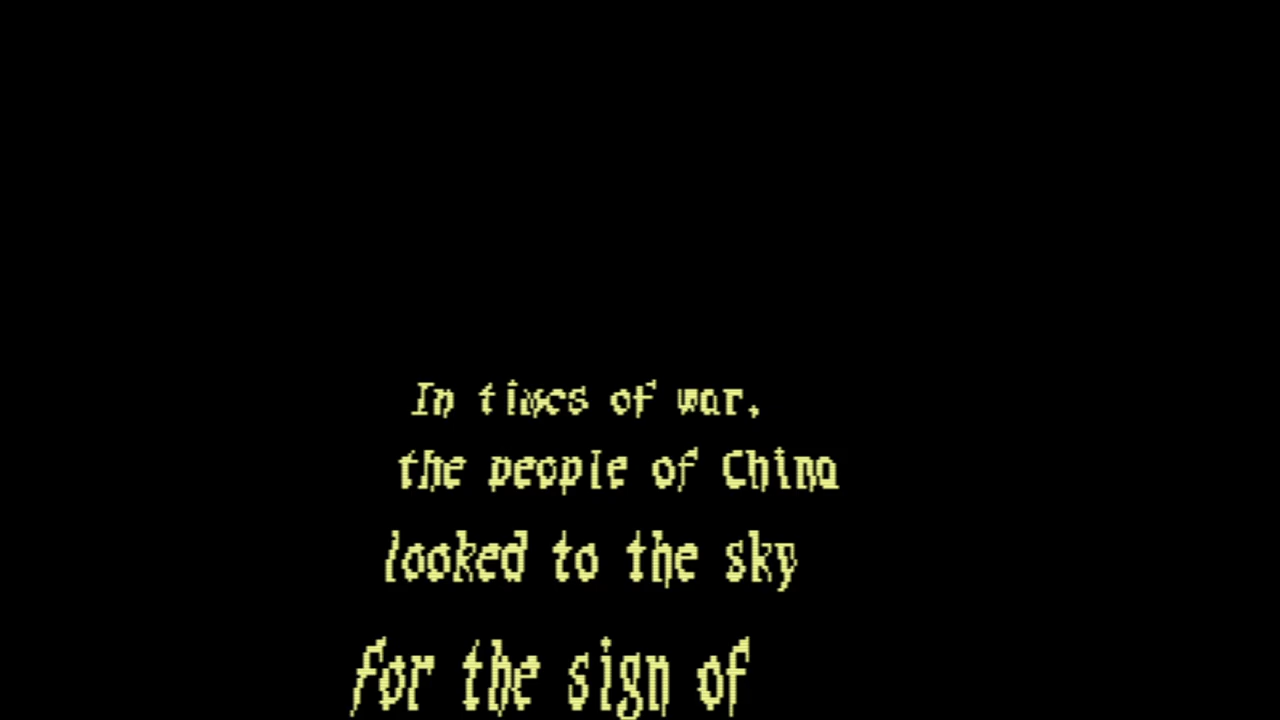 In times of war,
the people of China
looked to the sky
for the sign of